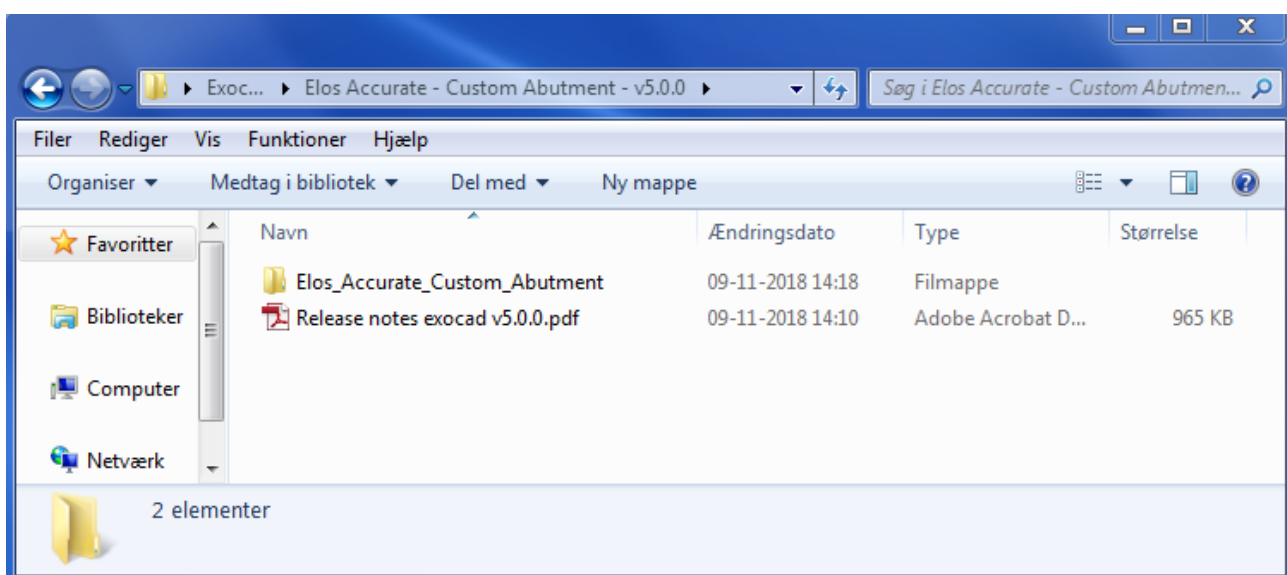 Exoc... Elos Accurate - Custom Abutment - v5.0.0 Søg i Elos Accurate - Custom Abutmen...
Filer Rediger Vis Funktioner Hjælp
Organiser Medtag i bibliotek Del med Ny mappe
Favoritter
Biblioteker
Computer
Netværk
Navn Ændringsdato Type Størrelse
Elos_Accurate_Custom_Abutment 09-11-2018 14:18 Filmappe
Release notes exocad v5.0.0.pdf 09-11-2018 14:10 Adobe Acrobat D... 965 KB
2 elementer